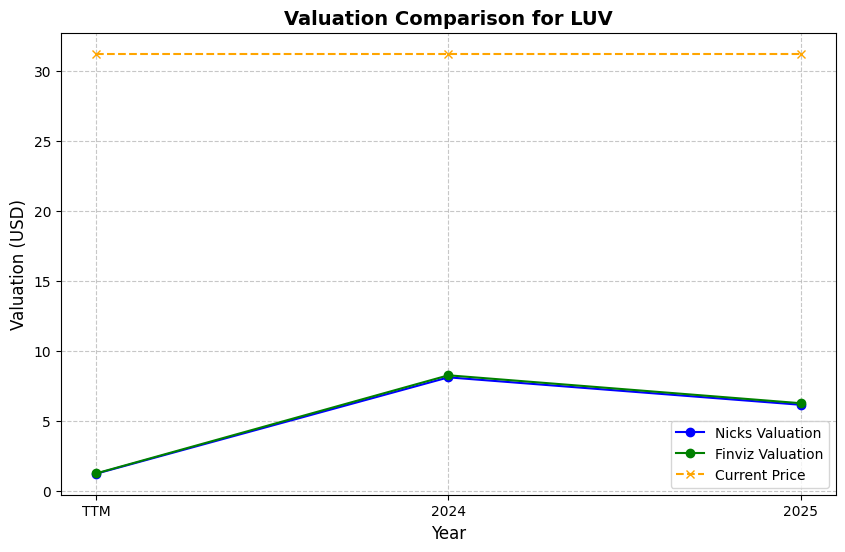 Valuation Comparison for LUV
Valuation (USD)
30
25
20
15
10
5
0
TTM
2024
2025
Year
Nicks Valuation
Finviz Valuation
Current Price